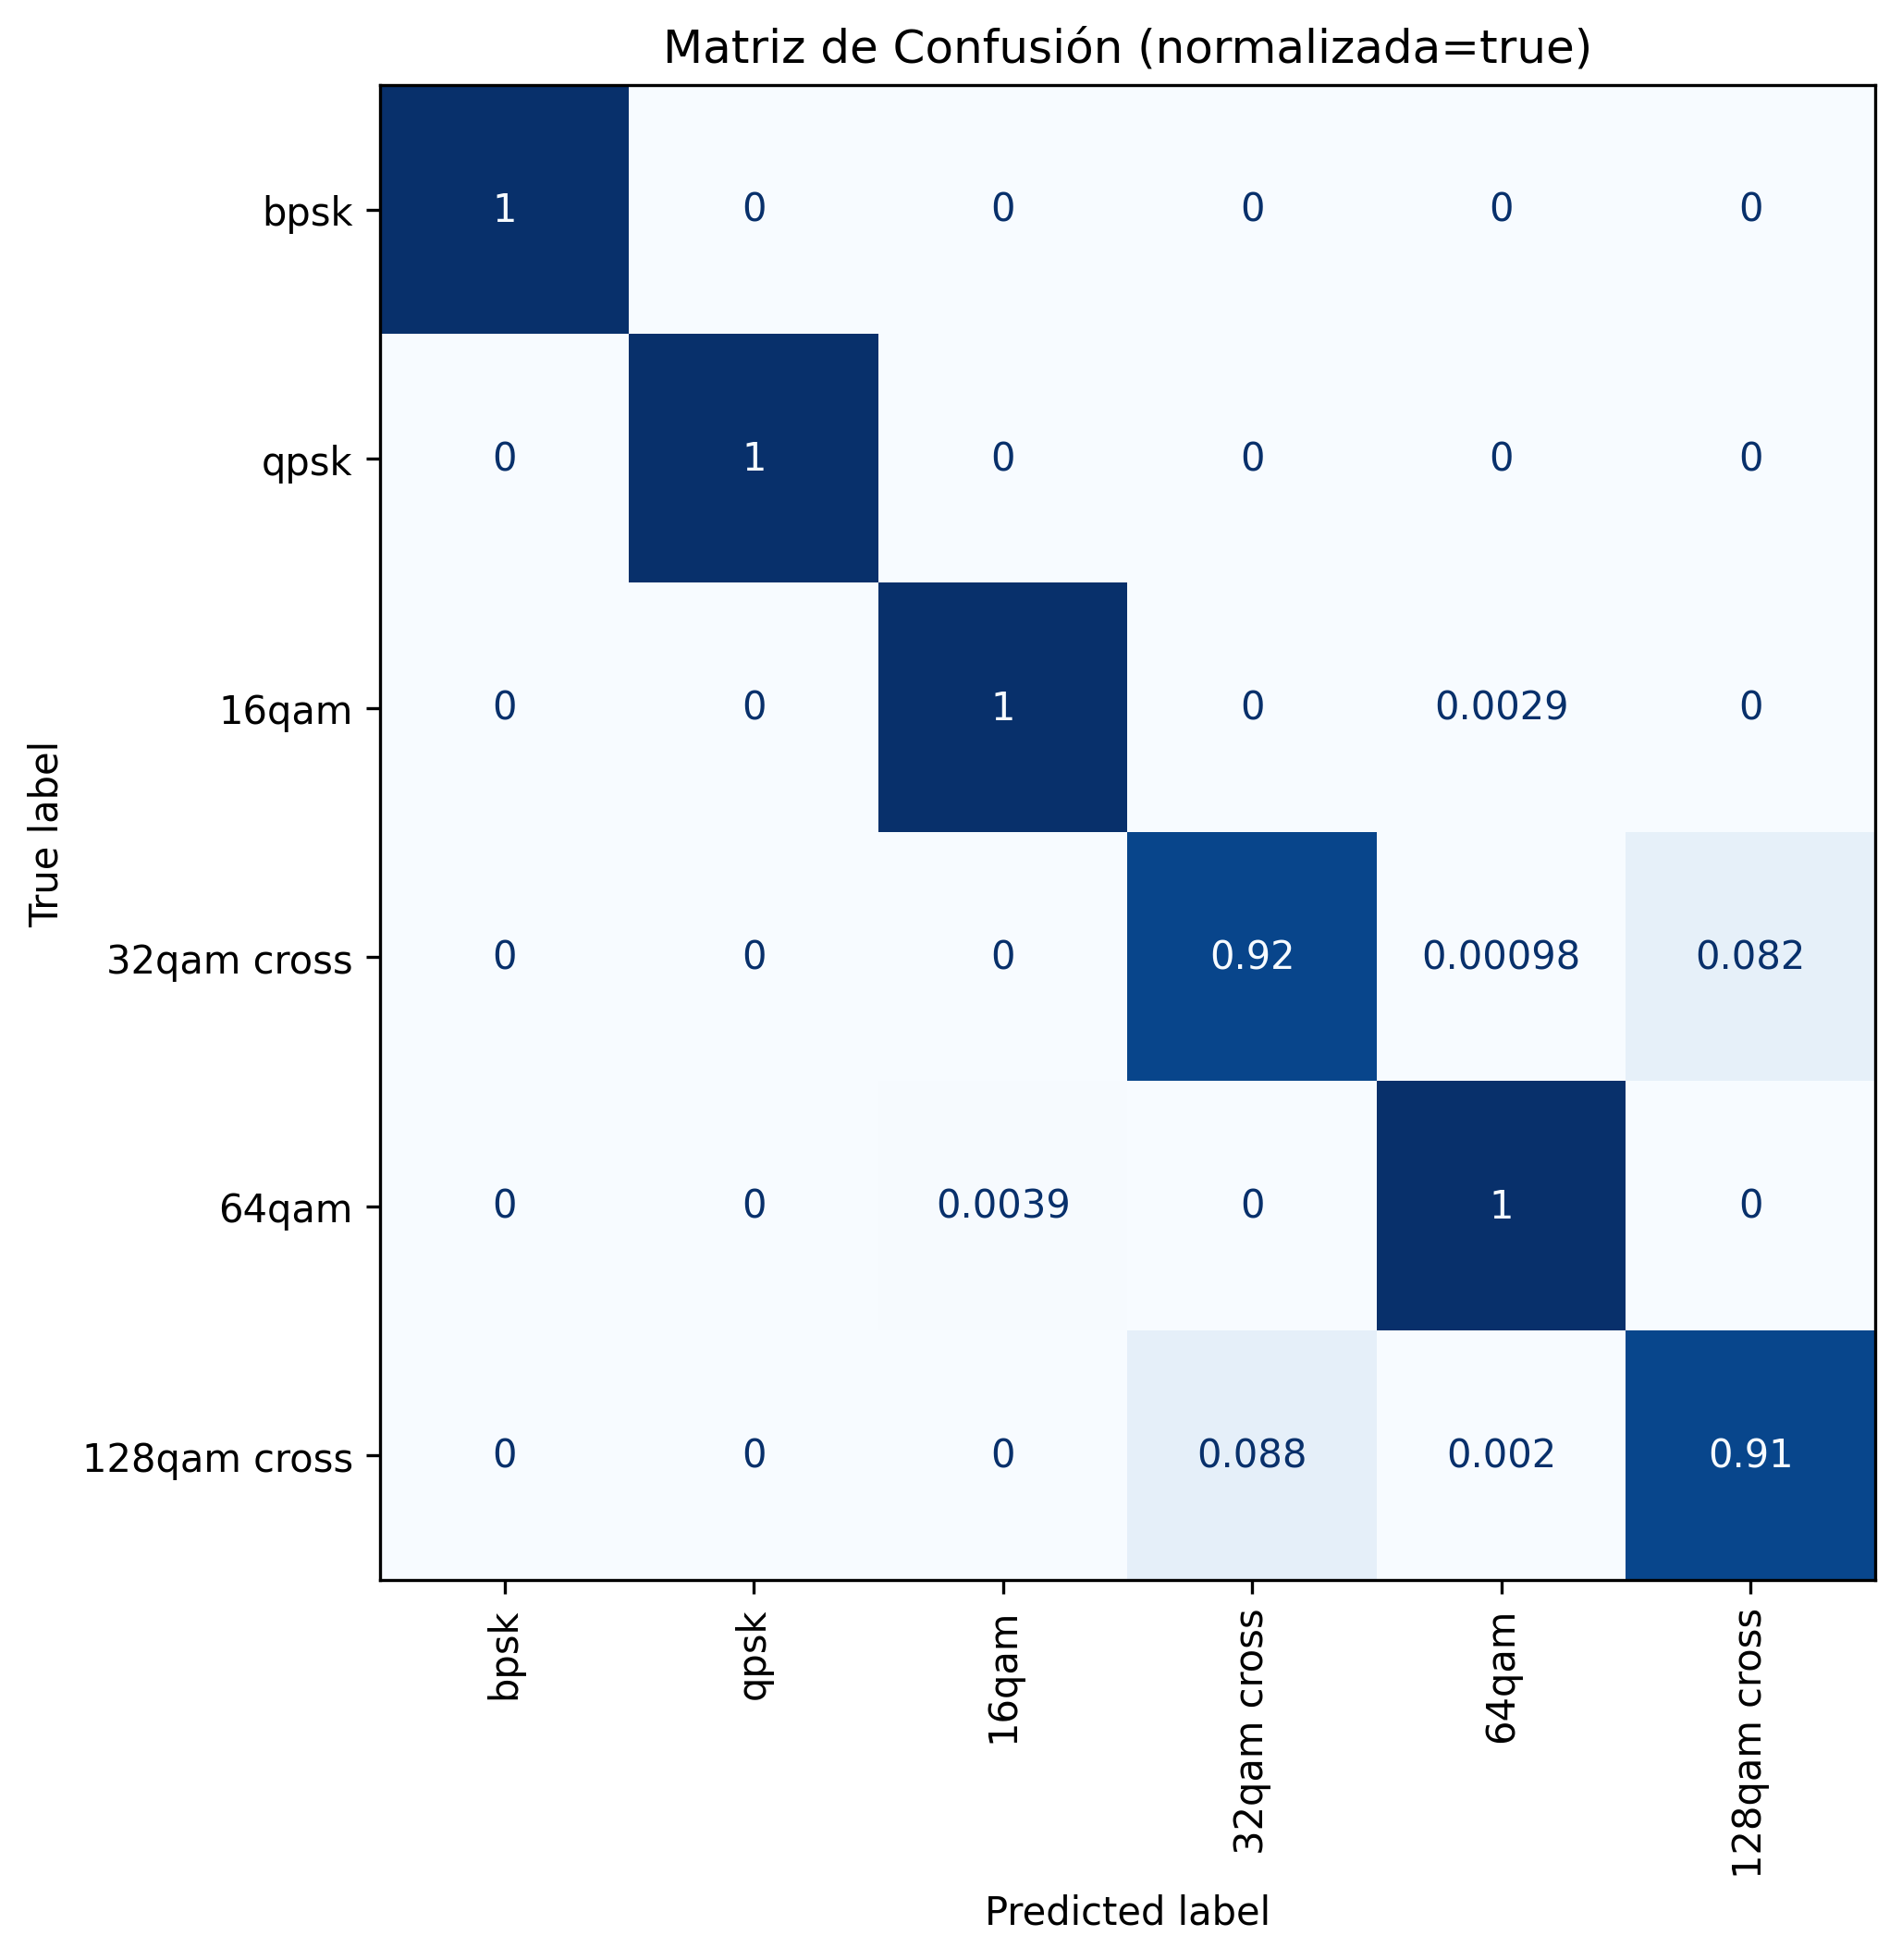 Matriz de Confusión (normalizada=true)
True label
bpsk 1 0 0 0 0 0
qpsk 0 1 0 0 0 0
16qam 0 0 1 0 0.0029 0
32qam cross 0 0 0 0.92 0.00098 0.082
64qam 0 0 0.0039 0 1 0
128qam cross 0 0 0 0.088 0.002 0.91
bpsk qpsk 16qam 32qam cross 64qam 128qam cross
Predicted label